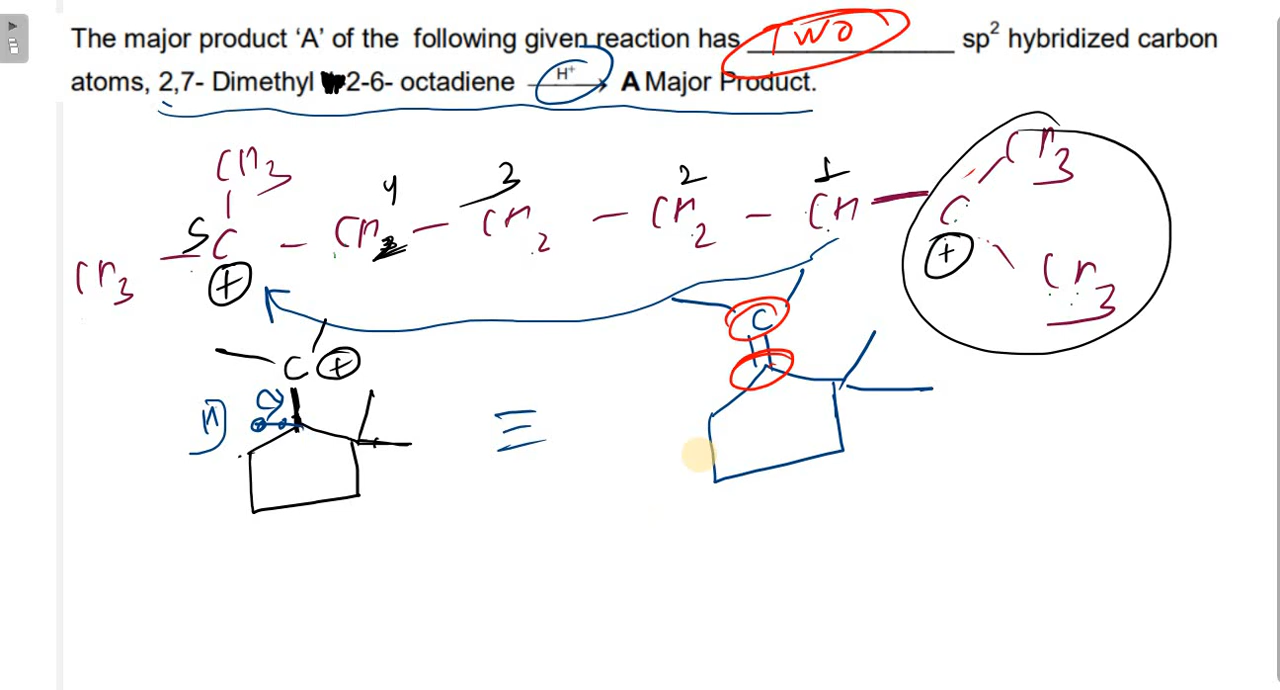 The major product ‘A’ of the following given reaction has TWO sp² hybridized carbon
atoms, 2,7- Dimethyl 2-6- octadiene H⁺ A Major Product.
CH3 CH3
4 3 2 1
5 C - CH2 - CH2 - CH2 - CH - C
CH3 + + CH3
C
C +
H